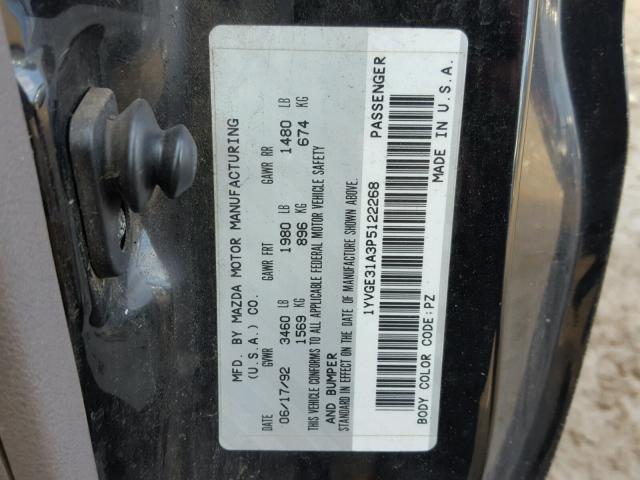 MFD. BY MAZDA MOTOR MANUFACTURING
(U.S.A.) CO.
DATE GVWR GAWR FRT GAWR RR
06/17/92 3460 LB 1980 LB 1480 LB
1569 KG 896 KG 674 KG
THIS VEHICLE CONFORMS TO ALL APPLICABLE FEDERAL MOTOR VEHICLE SAFETY
AND BUMPER
STANDARD IN EFFECT ON THE DATE OF MANUFACTURE SHOWN ABOVE.
1YVGE31A3P5122268 PASSENGER
BODY COLOR CODE:PZ MADE IN U.S.A.